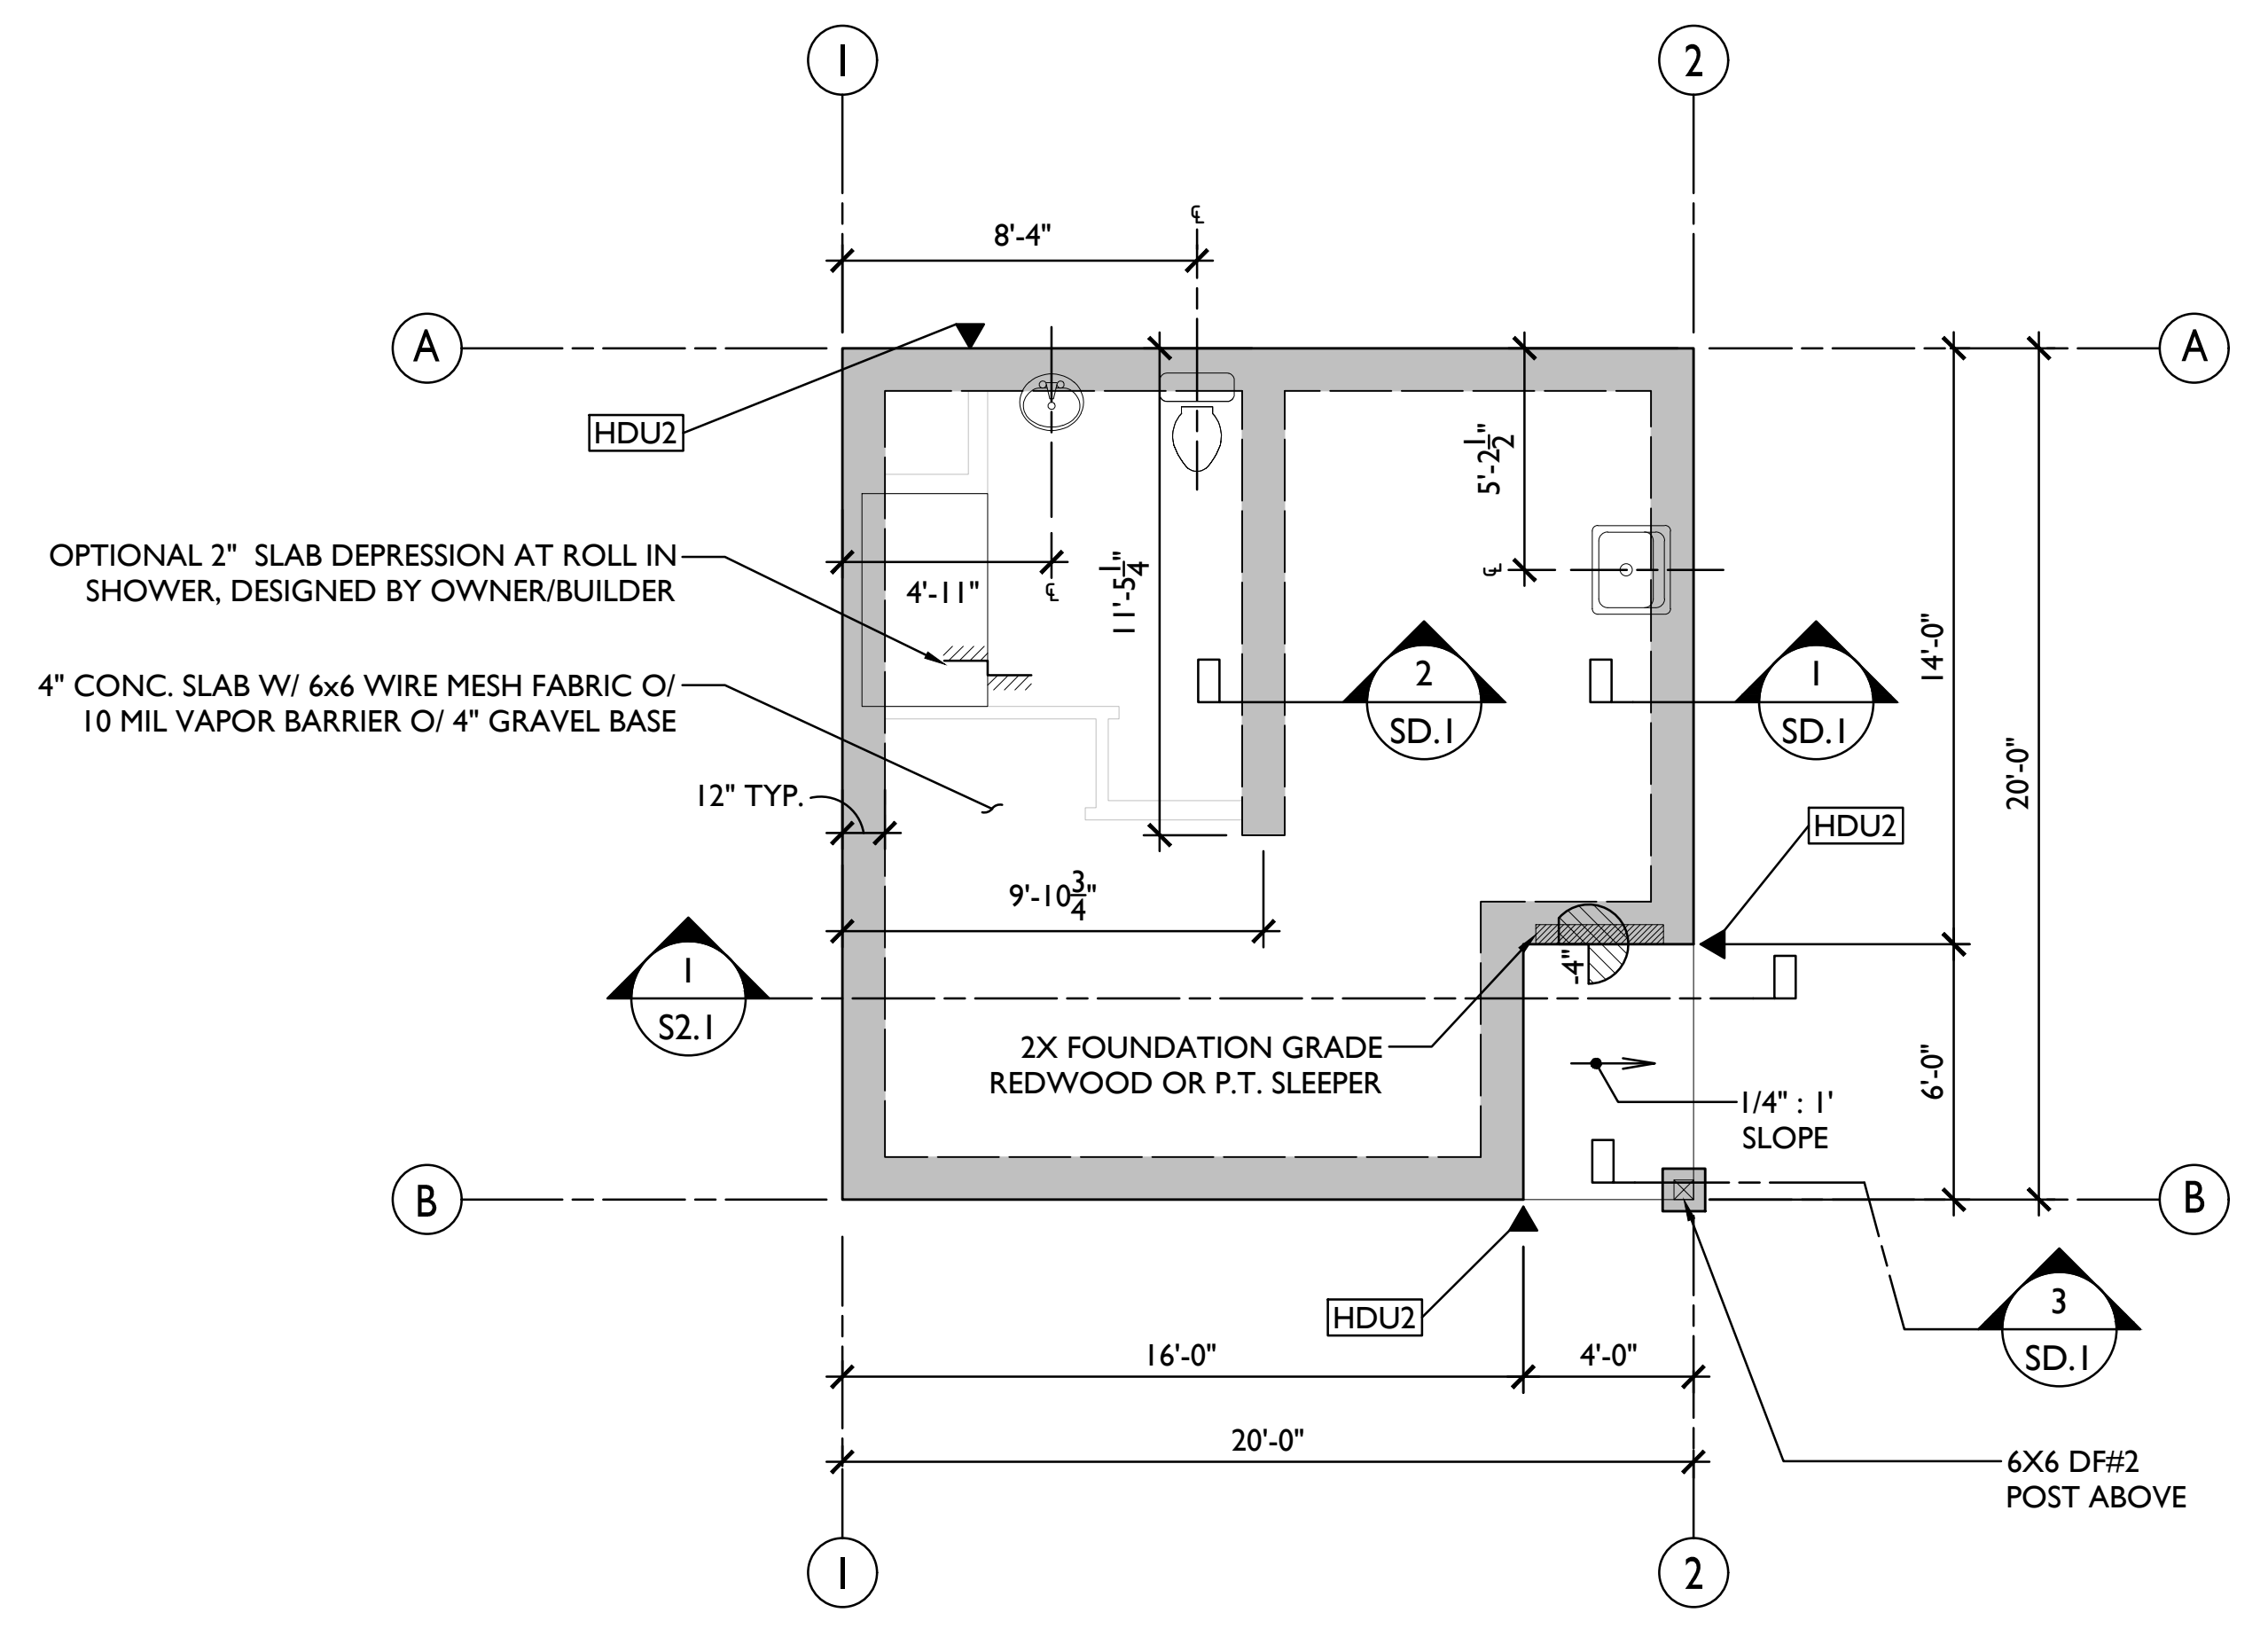 1
2
℄
8'-4"
A
A
HDU2
5'-2 1/2"
OPTIONAL 2"  SLAB DEPRESSION AT ROLL IN
SHOWER, DESIGNED BY OWNER/BUILDER
4'-11"
℄
11'-5 1/4"
℄
14'-0"
20'-0"
4" CONC. SLAB W/ 6x6 WIRE MESH FABRIC O/
10 MIL VAPOR BARRIER O/ 4" GRAVEL BASE
2
SD.1
1
SD.1
12" TYP.
HDU2
9'-10 3/4"
-4"
1
S2.1
2X FOUNDATION GRADE
REDWOOD OR P.T. SLEEPER
6'-0"
1/4" : 1'
SLOPE
B
B
HDU2
3
SD.1
16'-0"
4'-0"
20'-0"
6X6 DF#2
POST ABOVE
1
2